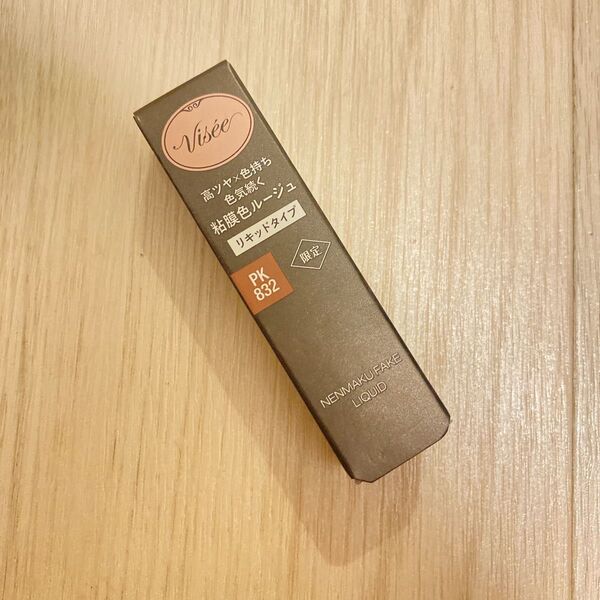 Visée
高ツヤ×色持ち
色気続く
粘膜色ルージュ
リキッドタイプ
限定
PK
832
NENMAKU FAKE
LIQUID